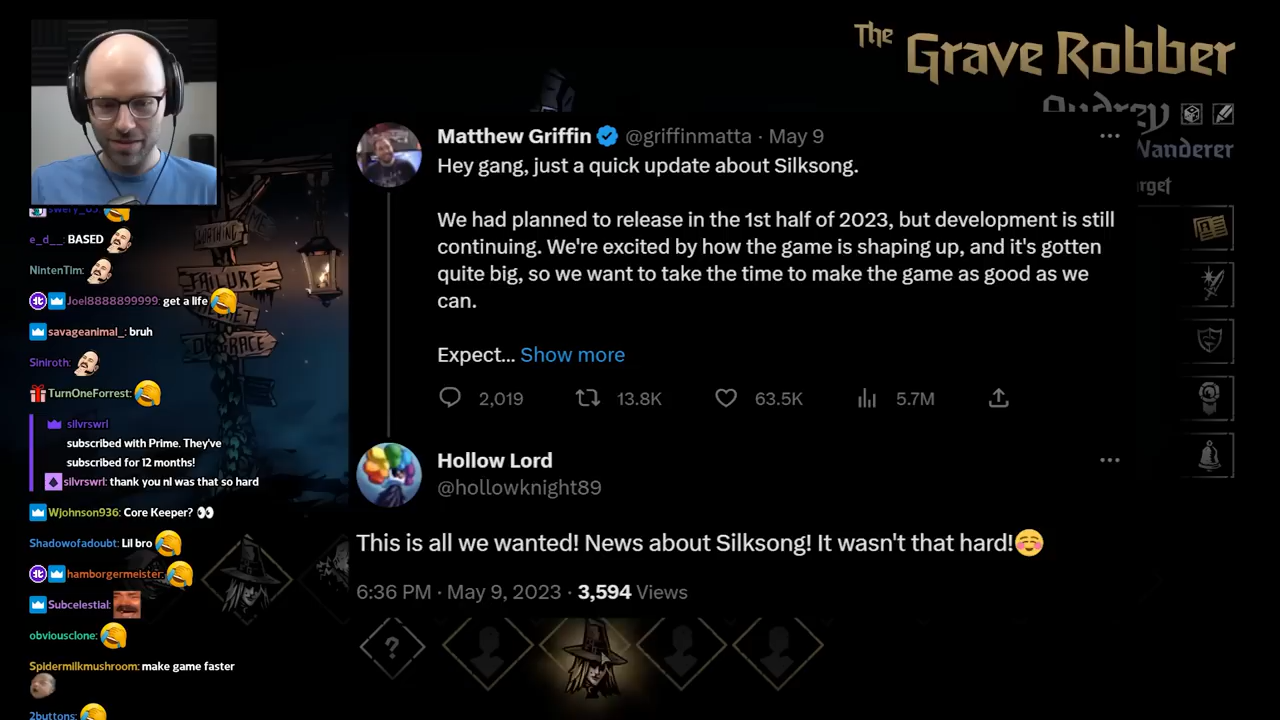 The Grave Robber
Audrey
Wanderer
rget
Matthew Griffin @griffinmatta · May 9
Hey gang, just a quick update about Silksong.
We had planned to release in the 1st half of 2023, but development is still
continuing. We're excited by how the game is shaping up, and it's gotten
quite big, so we want to take the time to make the game as good as we
can.
Expect... Show more
2,019 13.8K 63.5K 5.7M
Hollow Lord
@hollowknight89
This is all we wanted! News about Silksong! It wasn't that hard!☺️
6:36 PM · May 9, 2023 · 3,594 Views
?
e_d__: BASED
NintenTim:
Joel8888899999: get a life 😂
savageanimal_: bruh
Siniroth:
TurnOneForrest: 😂
silvrswrl
subscribed with Prime. They've
subscribed for 12 months!
silvrswrl: thank you nl was that so hard
WJohnson936: Core Keeper? 👀
Shadowofadoubt: Lil bro 😂
hamborgermeister: 😂
Subcelestial:
obviousclone: 😂
Spidermilkmushroom: make game faster
2buttons: 😂
FAILURE